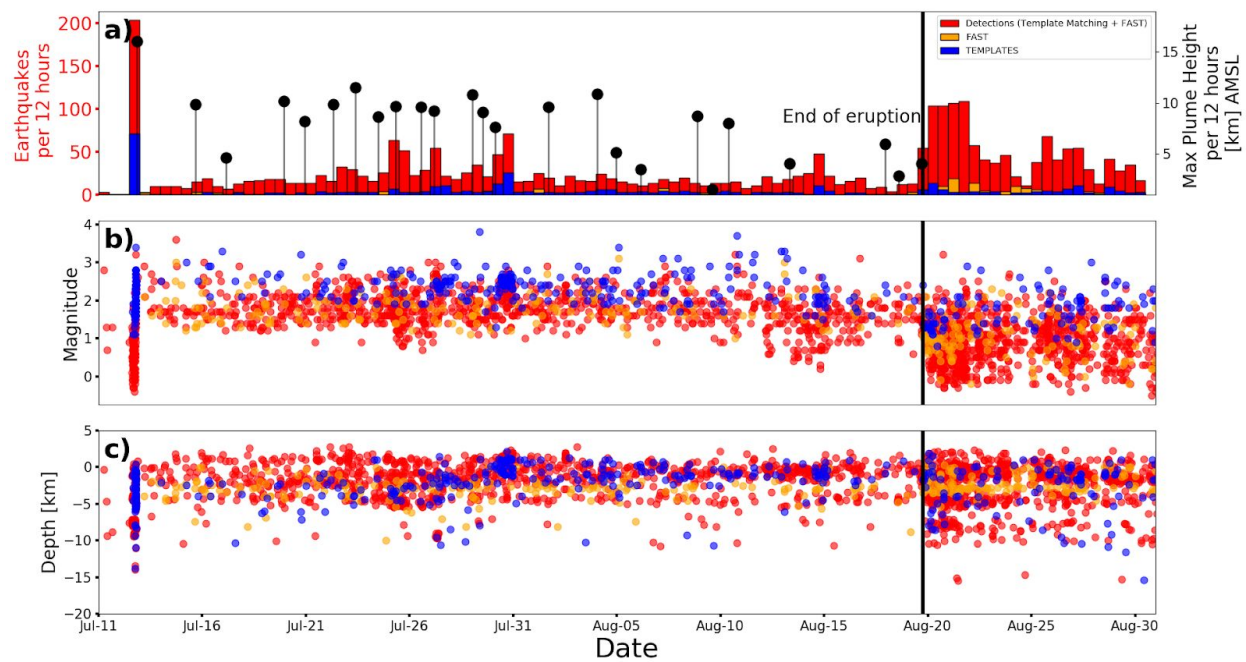 a)
Earthquakes
per 12 hours
200
150
100
50
0
Detections (Template Matching + FAST)
FAST
TEMPLATES
End of eruption
15
10
5
Max Plume Height
per 12 hours
[km] AMSL
b)
Magnitude
4
3
2
1
0
c)
Depth [km]
5
0
−5
−10
−15
−20
Jul-11 Jul-16 Jul-21 Jul-26 Jul-31 Aug-05 Aug-10 Aug-15 Aug-20 Aug-25 Aug-30
Date